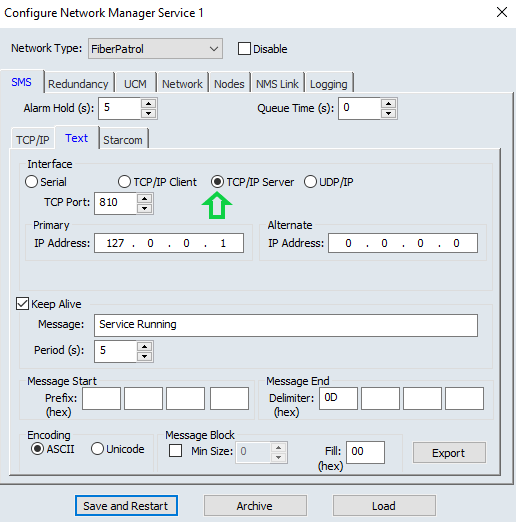 Configure Network Manager Service 1
Network Type: FiberPatrol Disable
SMS Redundancy UCM Network Nodes NMS Link Logging
Alarm Hold (s): 5 Queue Time (s): 0
TCP/IP Text Starcom
Interface
Serial TCP/IP Client TCP/IP Server UDP/IP
TCP Port: 810
Primary Alternate
IP Address: 127 . 0 . 0 . 1 IP Address: 0 . 0 . 0 . 0
Keep Alive
Message: Service Running
Period (s): 5
Message Start Message End
Prefix: Delimiter: 0D
(hex) (hex)
Encoding Message Block
ASCII Unicode Min Size: 0 Fill: 00 Export
(hex)
Save and Restart Archive Load